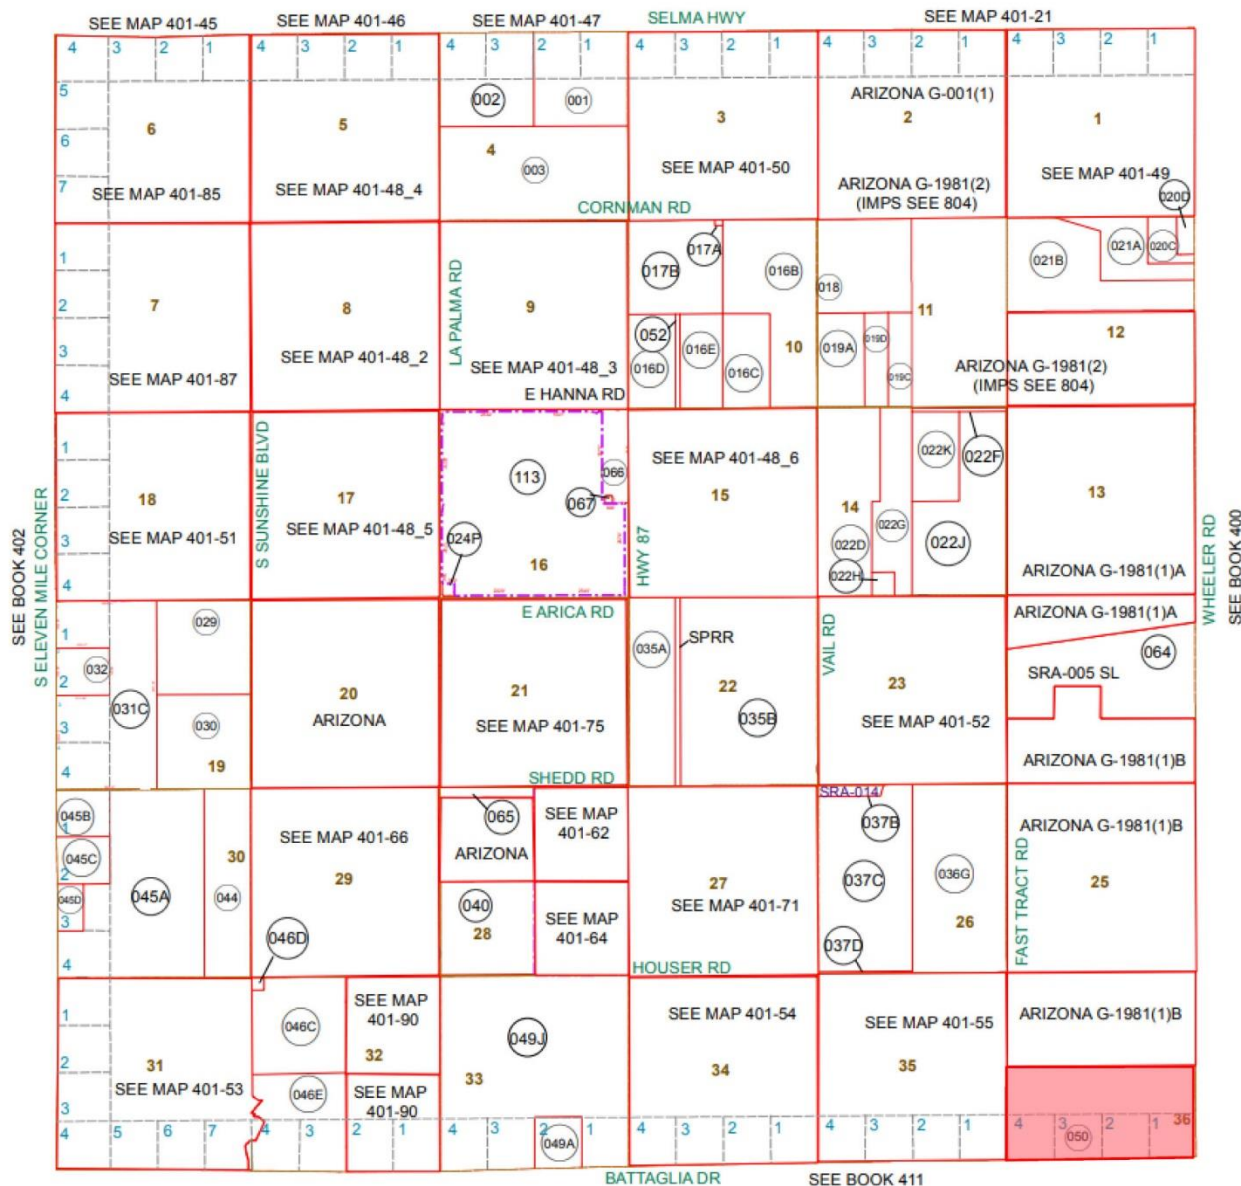 SEE MAP 401-45
SEE MAP 401-46
SEE MAP 401-47
SELMA HWY
SEE MAP 401-21
4 3 2 1
4 3 2 1
4 3 2 1
4 3 2 1
4 3 2 1
4 3 2 1
5
6
7
6
SEE MAP 401-85
5
SEE MAP 401-48_4
002
001
4
003
3
SEE MAP 401-50
CORNMAN RD
ARIZONA G-001(1)
2
ARIZONA G-1981(2)
(IMPS SEE 804)
1
SEE MAP 401-49
020D
1
2
3
4
7
SEE MAP 401-87
8
SEE MAP 401-48_2
LA PALMA RD
9
SEE MAP 401-48_3
E HANNA RD
017A
017B
016B
052
016D
016E
016C
10
018
11
019A
019D
019C
ARIZONA G-1981(2)
(IMPS SEE 804)
021B
021A
020C
12
SEE BOOK 402
S ELEVEN MILE CORNER
1
2
3
4
18
SEE MAP 401-51
S SUNSHINE BLVD
17
SEE MAP 401-48_5
113
066
067
024P
16
HWY 87
SEE MAP 401-48_6
15
14
022K
022F
022G
022D
022H
022J
13
ARIZONA G-1981(1)A
WHEELER RD
SEE BOOK 400
1
2
3
4
029
032
031C
030
19
20
ARIZONA
E ARICA RD
21
SEE MAP 401-75
SHEDD RD
035A
SPRR
22
035B
VAIL RD
23
SEE MAP 401-52
ARIZONA G-1981(1)A
064
SRA-005 SL
ARIZONA G-1981(1)B
1
2
3
4
045B
045C
045D
045A
30
044
SEE MAP 401-66
29
046D
065
ARIZONA
SEE MAP
401-62
040
28
SEE MAP
401-64
27
SEE MAP 401-71
HOUSER RD
SRA-014
037B
037C
037D
036G
26
FAST TRACT RD
ARIZONA G-1981(1)B
25
1
2
3
4 5 6 7
31
SEE MAP 401-53
046C
SEE MAP
401-90
32
046E
SEE MAP
401-90
4 3 2
049J
33
4 3 2 1
049A
SEE MAP 401-54
34
4 3 2 1
SEE MAP 401-55
35
4 3 2 1
ARIZONA G-1981(1)B
36
4 3 2 1
050
BATTAGLIA DR
SEE BOOK 411